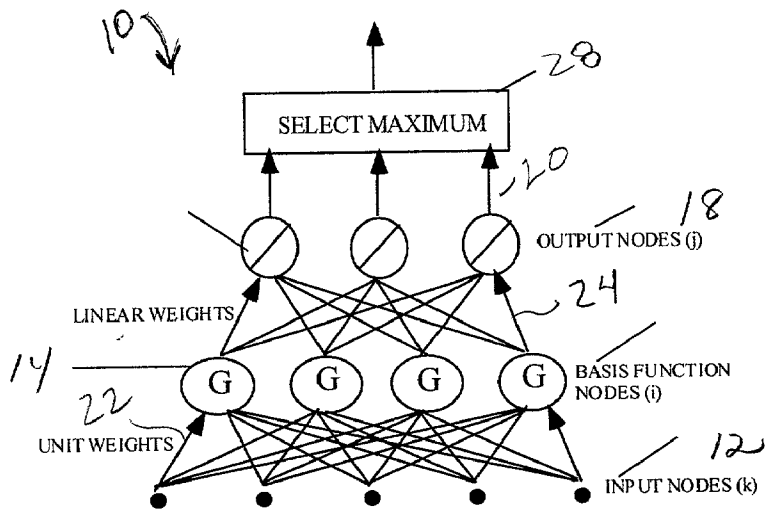 10
28
SELECT MAXIMUM
20
18
OUTPUT NODES (j)
24
LINEAR WEIGHTS
14
G G G G
BASIS FUNCTION
NODES (i)
22
UNIT WEIGHTS
12
INPUT NODES (k)